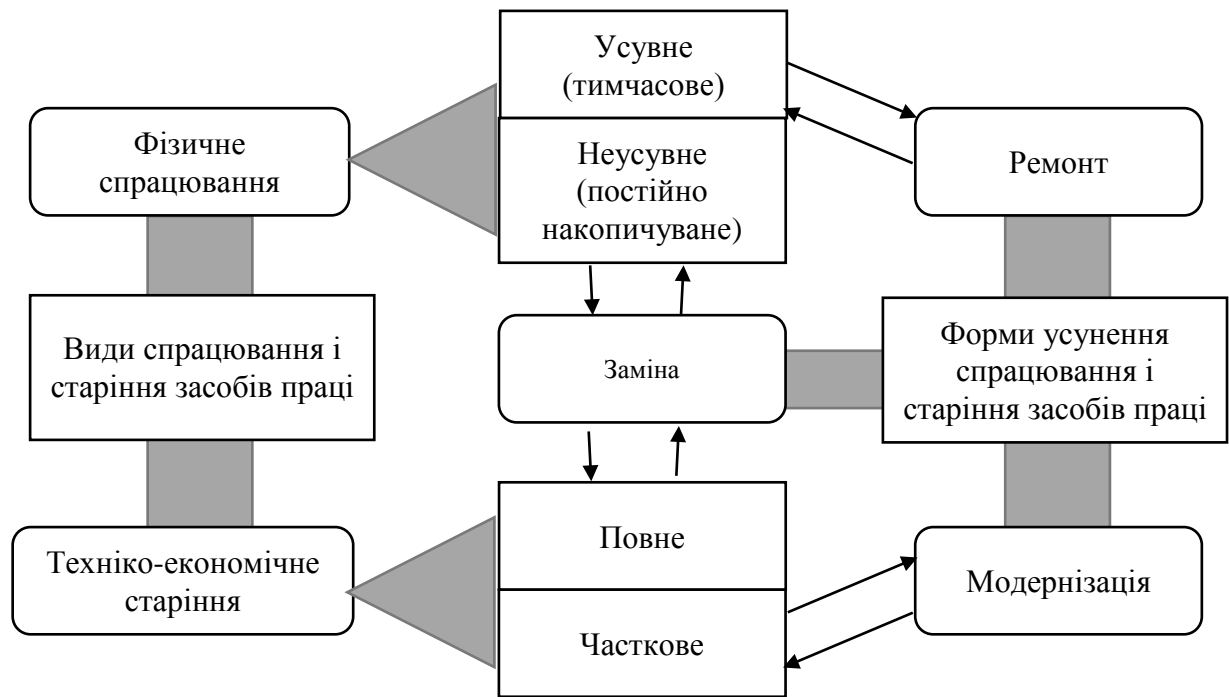 Усувне
(тимчасове)
Фізичне
спрацювання
Неусувне
(постійно
накопичуване)
Ремонт
Види спрацювання і
старіння засобів праці
Заміна
Форми усунення
спрацювання і
старіння засобів праці
Техніко-економічне
старіння
Повне
Часткове
Модернізація